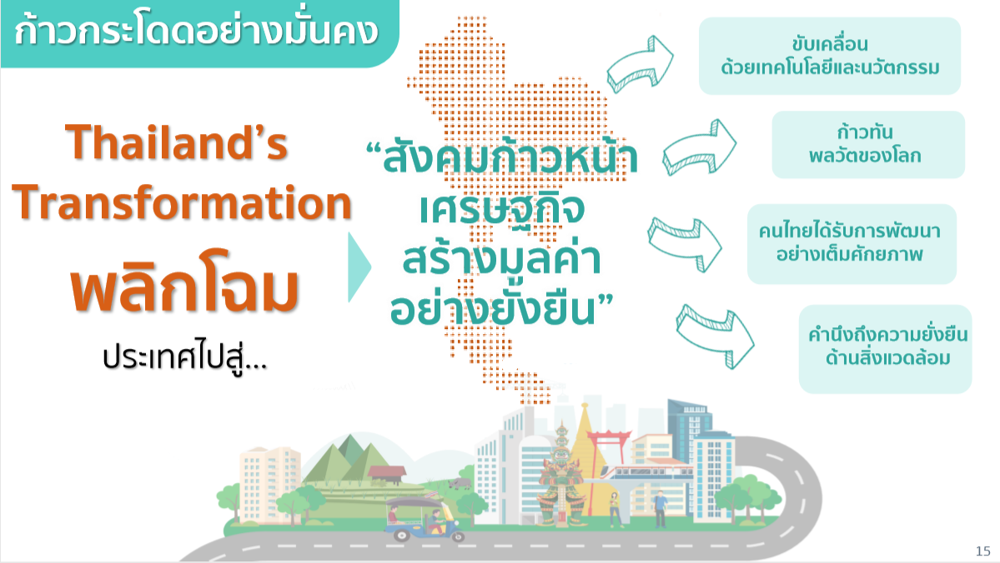 ก้าวกระโดดอย่างมั่นคง
Thailand’s
Transformation
พลิกโฉม
ประเทศไปสู่...
“สังคมก้าวหน้า
เศรษฐกิจ
สร้างมูลค่า
อย่างยั่งยืน”
ขับเคลื่อน
ด้วยเทคโนโลยีและนวัตกรรม
ก้าวทัน
พลวัตของโลก
คนไทยได้รับการพัฒนา
อย่างเต็มศักยภาพ
คำนึงถึงความยั่งยืน
ด้านสิ่งแวดล้อม
15